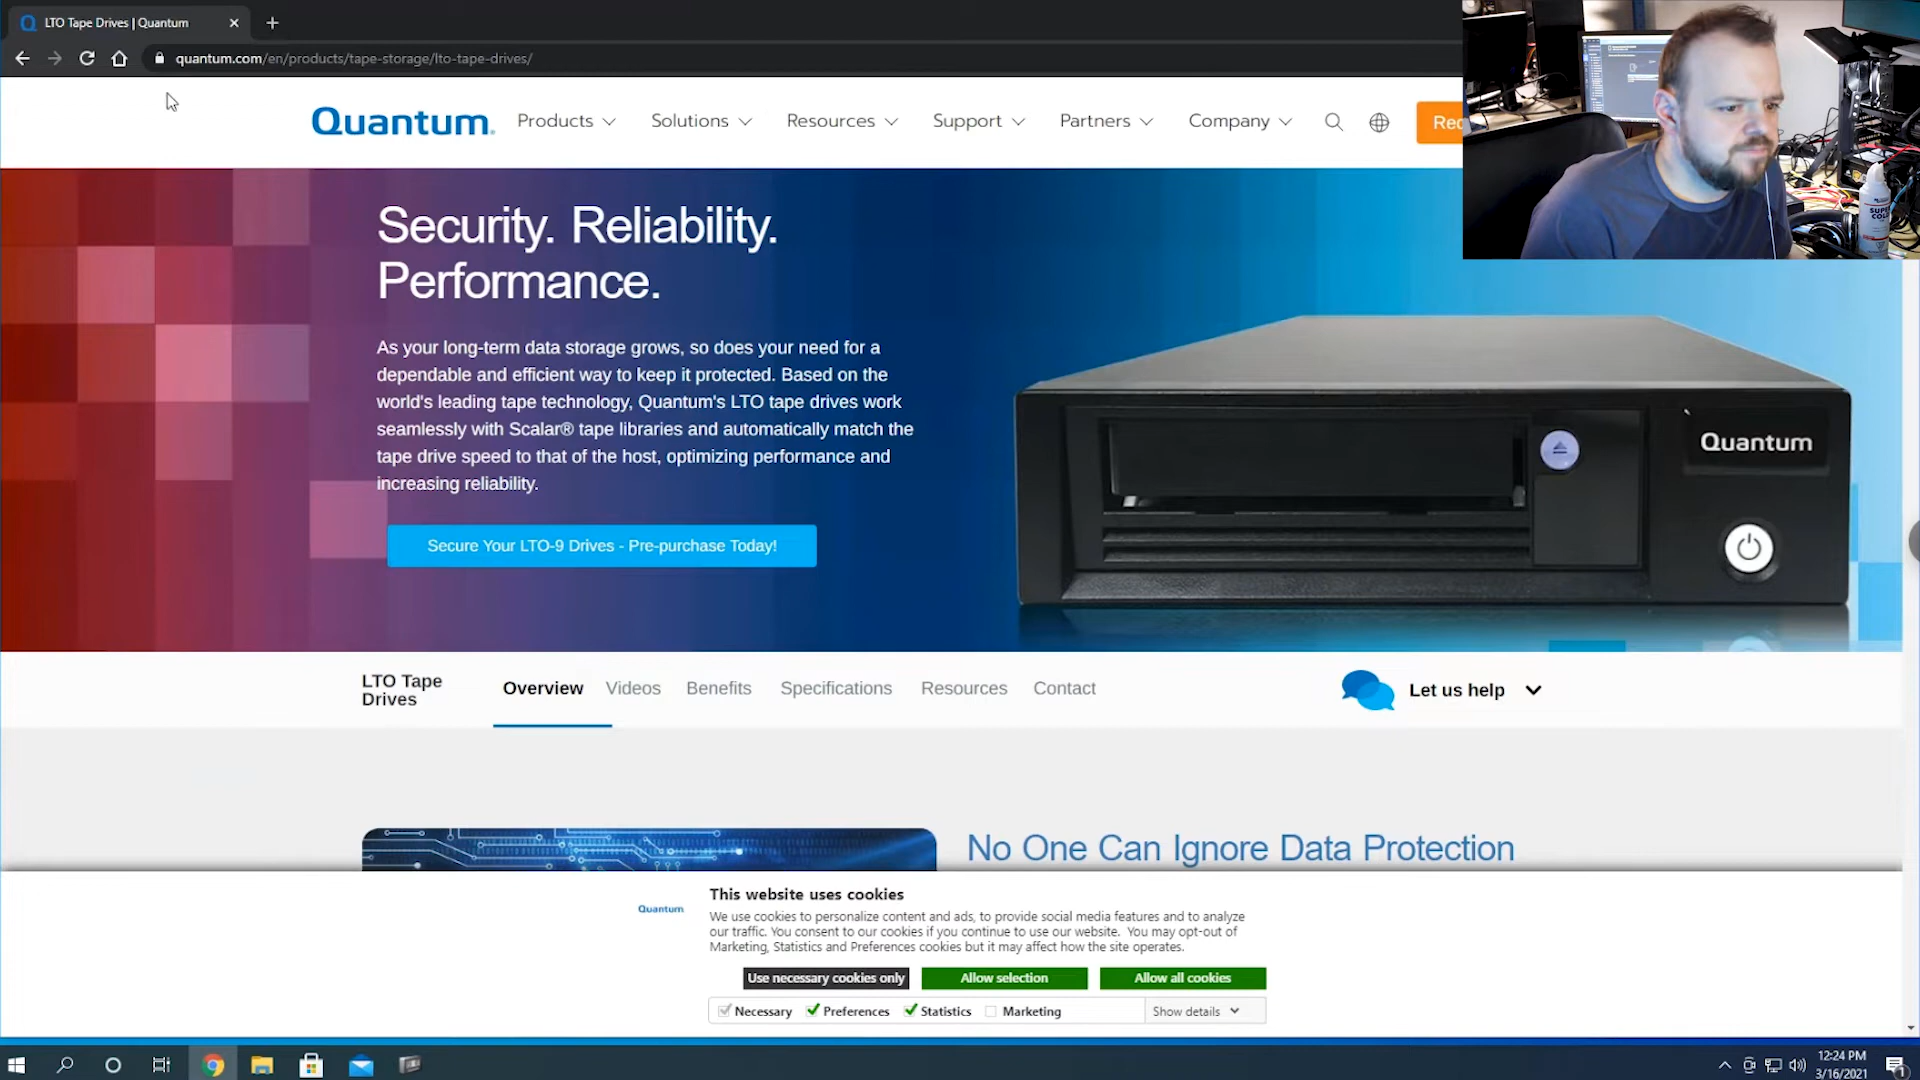 LTO Tape Drives | Quantum
quantum.com/en/products/tape-storage/lto-tape-drives/
Quantum.
Products
Solutions
Resources
Support
Partners
Company
Security. Reliability.
Performance.
As your long-term data storage grows, so does your need for a
dependable and efficient way to keep it protected. Based on the
world's leading tape technology, Quantum's LTO tape drives work
seamlessly with Scalar® tape libraries and automatically match the
tape drive speed to that of the host, optimizing performance and
increasing reliability.
Secure Your LTO-9 Drives - Pre-purchase Today!
Quantum
LTO Tape
Drives
Overview
Videos
Benefits
Specifications
Resources
Contact
Let us help
No One Can Ignore Data Protection
Quantum
This website uses cookies
We use cookies to personalize content and ads, to provide social media features and to analyze
our traffic. You consent to our cookies if you continue to use our website. You may opt-out of
Marketing, Statistics and Preferences cookies but it may affect how the site operates.
Use necessary cookies only
Allow selection
Allow all cookies
Necessary
Preferences
Statistics
Marketing
Show details
12:24 PM
3/16/2021